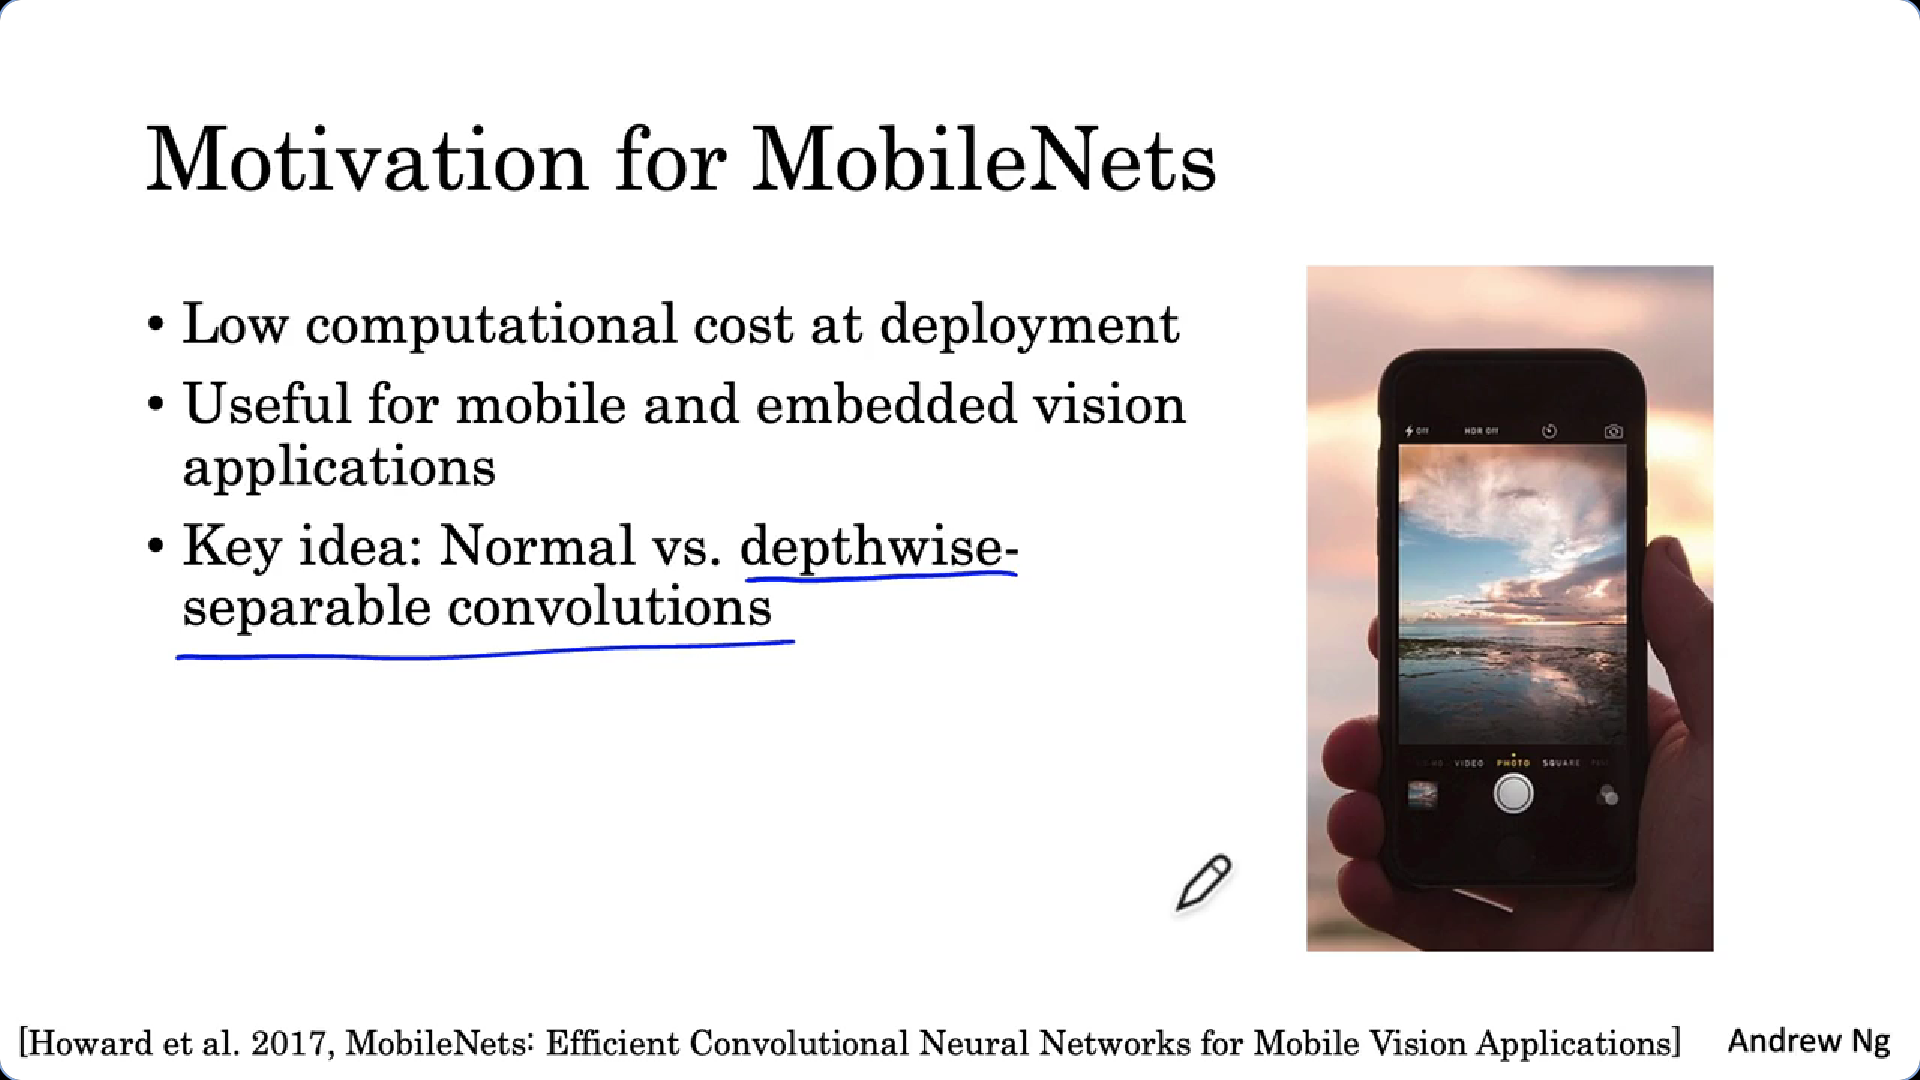 Motivation for MobileNets
• Low computational cost at deployment
• Useful for mobile and embedded vision
applications
• Key idea: Normal vs. depthwise-
separable convolutions
Off HDR Off
VIDEO PHOTO SQUARE
[Howard et al. 2017, MobileNets: Efficient Convolutional Neural Networks for Mobile Vision Applications] Andrew Ng